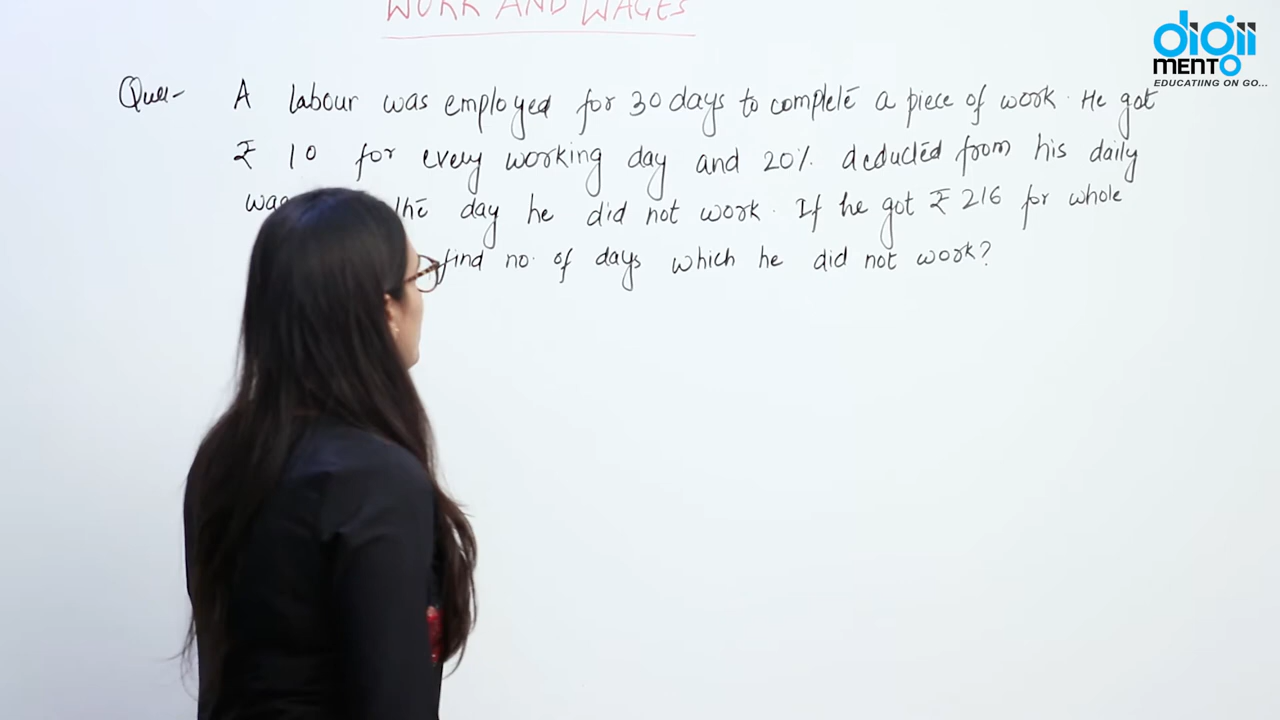 WORK AND WAGES
digii
MENTO
EDUCATIING ON GO...
Que- A labour was employed for 30 days to complete a piece of work. He got
₹ 10 for every working day and 20% deducted from his daily
wag the day he did not work. If he got ₹ 216 for whole
find no. of days which he did not work?